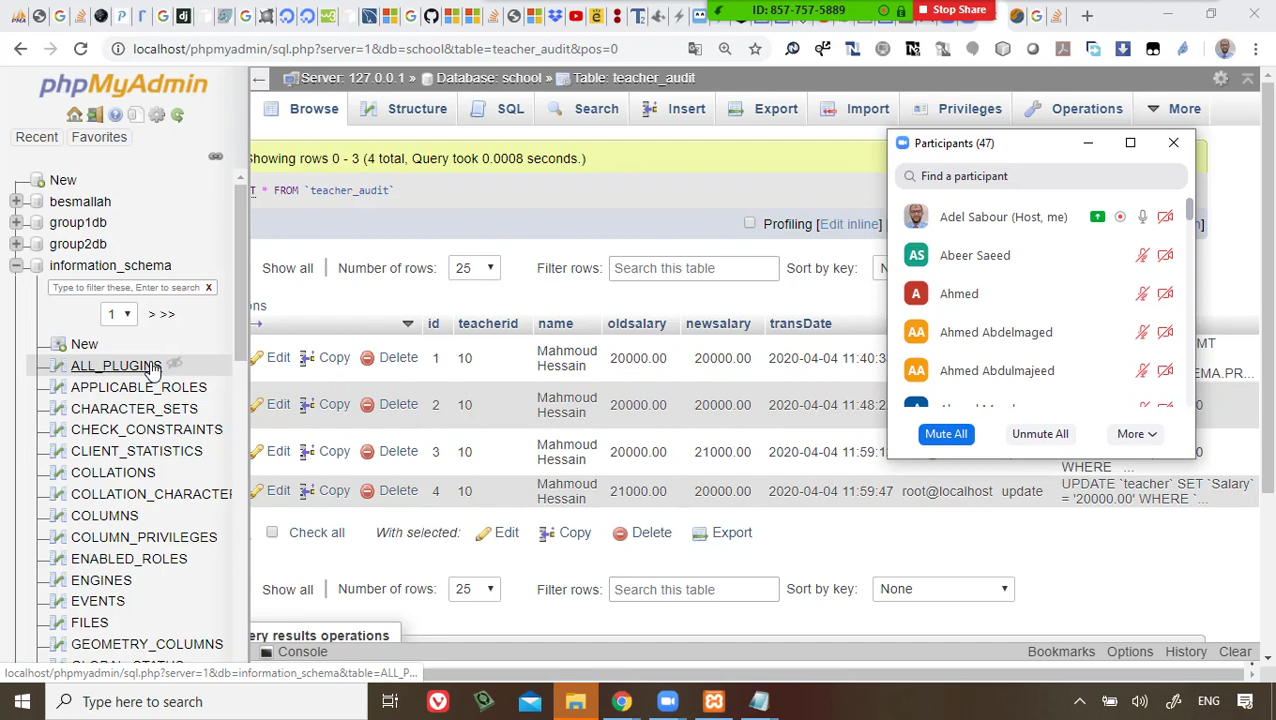 ID: 857-757-5889 Stop Share
localhost/phpmyadmin/sql.php?server=1&db=school&table=teacher_audit&pos=0
phpMyAdmin
Recent Favorites
New
besmallah
group1db
group2db
information_schema
Type to filter these, Enter to search X
1 > >>
New
ALL_PLUGINS
APPLICABLE_ROLES
CHARACTER_SETS
CHECK_CONSTRAINTS
CLIENT_STATISTICS
COLLATIONS
COLLATION_CHARACTER
COLUMNS
COLUMN_PRIVILEGES
ENABLED_ROLES
ENGINES
EVENTS
FILES
GEOMETRY_COLUMNS
Server: 127.0.0.1 » Database: school » Table: teacher_audit
Browse Structure SQL Search Insert Export Import Privileges Operations More
howing rows 0 - 3 (4 total, Query took 0.0008 seconds.)
T * FROM `teacher_audit`
Profiling [Edit inline]
Show all Number of rows: 25 Filter rows: Search this table Sort by key:
ons
id teacherid name oldsalary newsalary transDate
Edit Copy Delete 1 10 Mahmoud Hessain 20000.00 20000.00 2020-04-04 11:40:3
Edit Copy Delete 2 10 Mahmoud Hessain 20000.00 20000.00 2020-04-04 11:48:2
Edit Copy Delete 3 10 Mahmoud Hessain 20000.00 21000.00 2020-04-04 11:59:1
WHERE ...
Edit Copy Delete 4 10 Mahmoud Hessain 21000.00 20000.00 2020-04-04 11:59:47 root@localhost update UPDATE `teacher` SET `Salary` = '20000.00' WHERE `...
Check all With selected: Edit Copy Delete Export
Show all Number of rows: 25 Filter rows: Search this table Sort by key: None
ery results operations
Console Bookmarks Options History Clear
Participants (47)
Find a participant
Adel Sabour (Host, me)
AS Abeer Saeed
A Ahmed
AA Ahmed Abdelmaged
AA Ahmed Abdulmajeed
Mute All Unmute All More
localhost/phpmyadmin/sql.php?server=1&db=information_schema&table=ALL_P...
Type here to search
ENG 12:01 PM